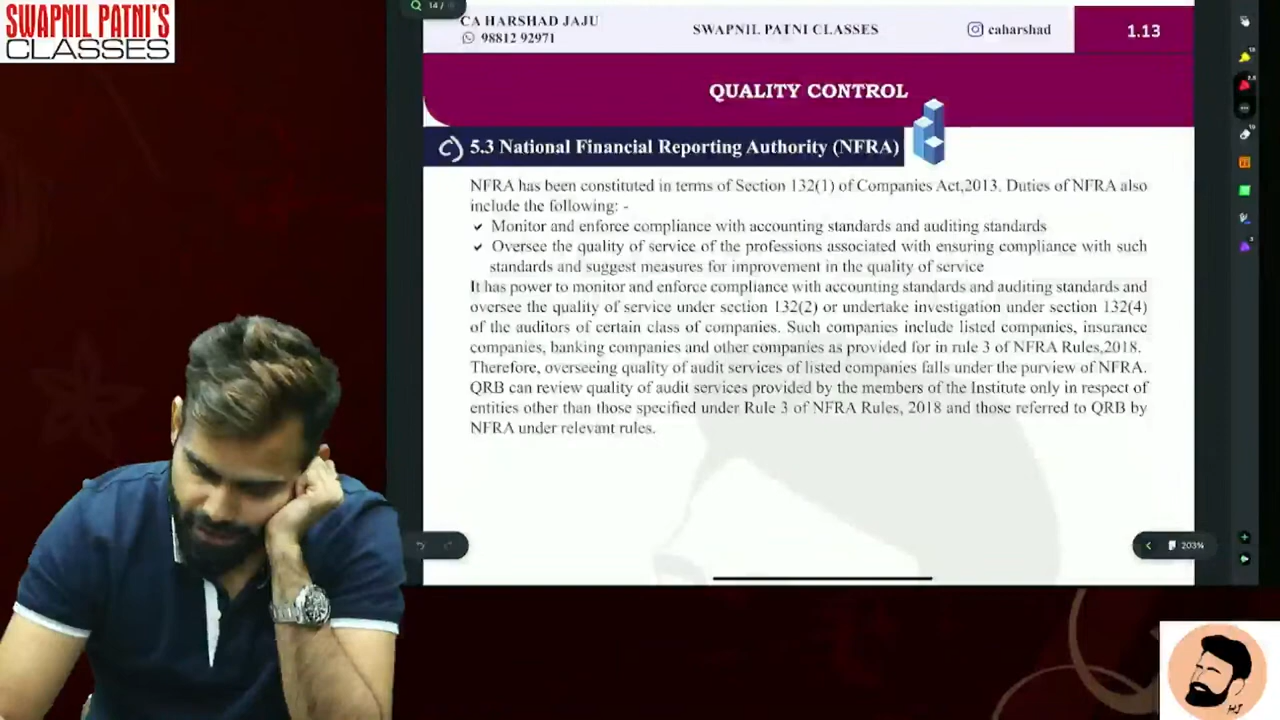 SWAPNIL PATNI'S
CLASSES
14 /
CA HARSHAD JAJU
98812 92971
SWAPNIL PATNI CLASSES
caharshad
1.13
QUALITY CONTROL
C) 5.3 National Financial Reporting Authority (NFRA)
NFRA has been constituted in terms of Section 132(1) of Companies Act,2013. Duties of NFRA also
include the following: -
✓ Monitor and enforce compliance with accounting standards and auditing standards
✓ Oversee the quality of service of the professions associated with ensuring compliance with such
standards and suggest measures for improvement in the quality of service
It has power to monitor and enforce compliance with accounting standards and auditing standards and
oversee the quality of service under section 132(2) or undertake investigation under section 132(4)
of the auditors of certain class of companies. Such companies include listed companies, insurance
companies, banking companies and other companies as provided for in rule 3 of NFRA Rules,2018.
Therefore, overseeing quality of audit services of listed companies falls under the purview of NFRA.
QRB can review quality of audit services provided by the members of the Institute only in respect of
entities other than those specified under Rule 3 of NFRA Rules, 2018 and those referred to QRB by
NFRA under relevant rules.
203%
HJ